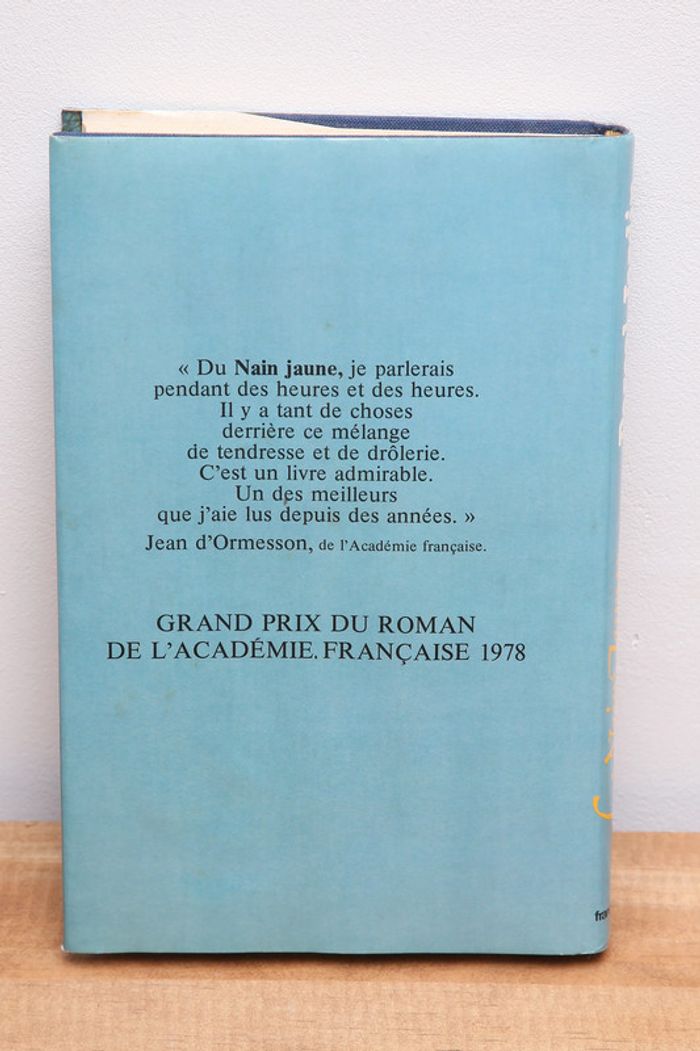 « Du Nain jaune, je parlerais
pendant des heures et des heures.
Il y a tant de choses
derrière ce mélange
de tendresse et de drôlerie.
C’est un livre admirable.
Un des meilleurs
que j’aie lus depuis des années. »
Jean d’Ormesson, de l’Académie française.
GRAND PRIX DU ROMAN
DE L’ACADÉMIE.FRANÇAISE 1978